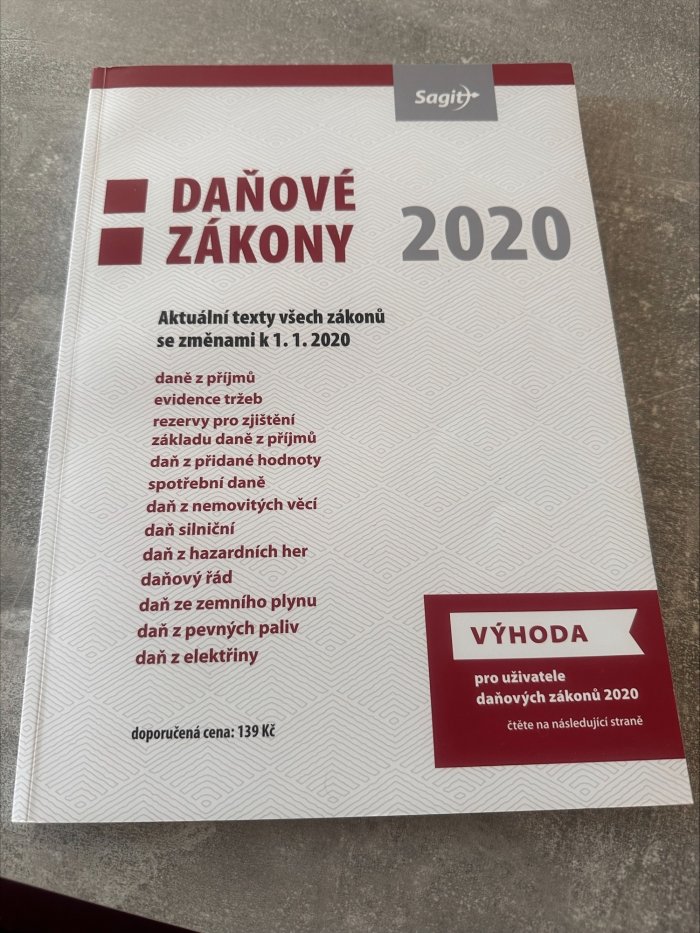 Sagit
DAŇOVÉ
ZÁKONY 2020
Aktuální texty všech zákonů
se změnami k 1. 1. 2020
daně z příjmů
evidence tržeb
rezervy pro zjištění
základu daně z příjmů
daň z přidané hodnoty
spotřební daně
daň z nemovitých věcí
daň silniční
daň z hazardních her
daňový řád
daň ze zemního plynu
daň z pevných paliv
daň z elektřiny
doporučená cena: 139 Kč
VÝHODA
pro uživatele
daňových zákonů 2020
čtěte na následující straně